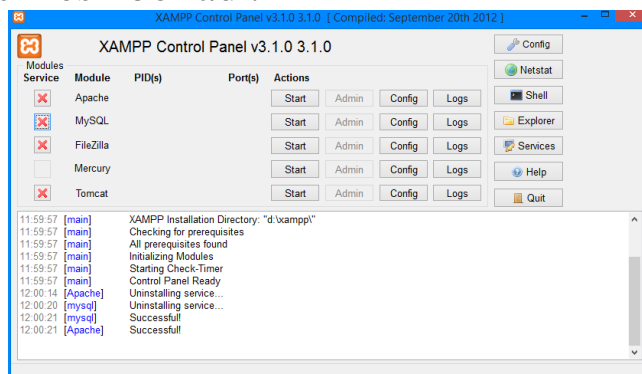 XAMPP Control Panel v3.1.0 3.1.0 [ Compiled: September 20th 2012 ]
XAMPP Control Panel v3.1.0 3.1.0
Config
Modules
Service Module PID(s) Port(s) Actions
Netstat
Apache Start Admin Config Logs
Shell
MySQL Start Admin Config Logs
Explorer
FileZilla Start Admin Config Logs
Services
Mercury Start Admin Config Logs
Help
Tomcat Start Admin Config Logs
Quit
11:59:57 [main] XAMPP Installation Directory: "d:\xampp\"
11:59:57 [main] Checking for prerequisites
11:59:57 [main] All prerequisites found
11:59:57 [main] Initializing Modules
11:59:57 [main] Starting Check-Timer
11:59:57 [main] Control Panel Ready
12:00:14 [Apache] Uninstalling service...
12:00:20 [mysql] Uninstalling service...
12:00:21 [mysql] Successful!
12:00:21 [Apache] Successful!